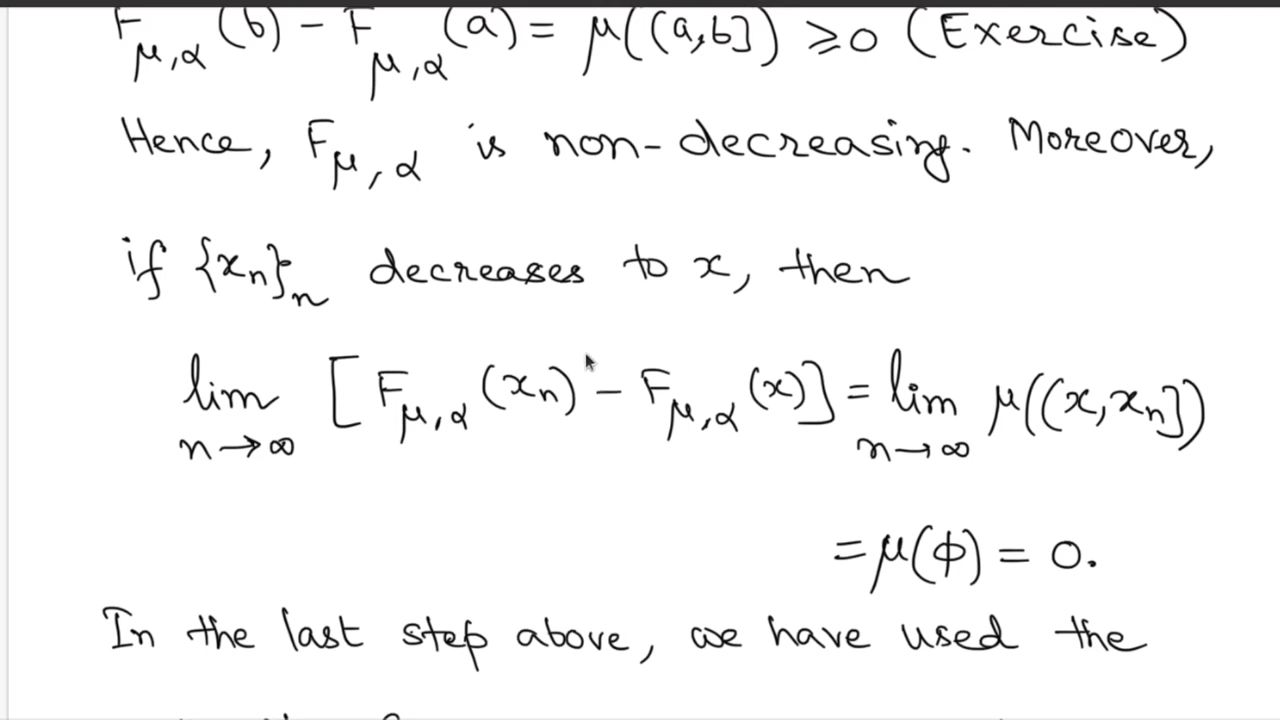 F_{μ,α}(b) - F_{μ,α}(a) = μ((a,b]) ⩾0 (Exercise)
Hence, F_{μ,α} is non-decreasing. Moreover,
if {x_n}_n decreases to x, then
lim_{n→∞} [F_{μ,α}(x_n) - F_{μ,α}(x)] = lim_{n→∞} μ((x,x_n])
= μ(ϕ) = 0.
In the last step above, we have used the